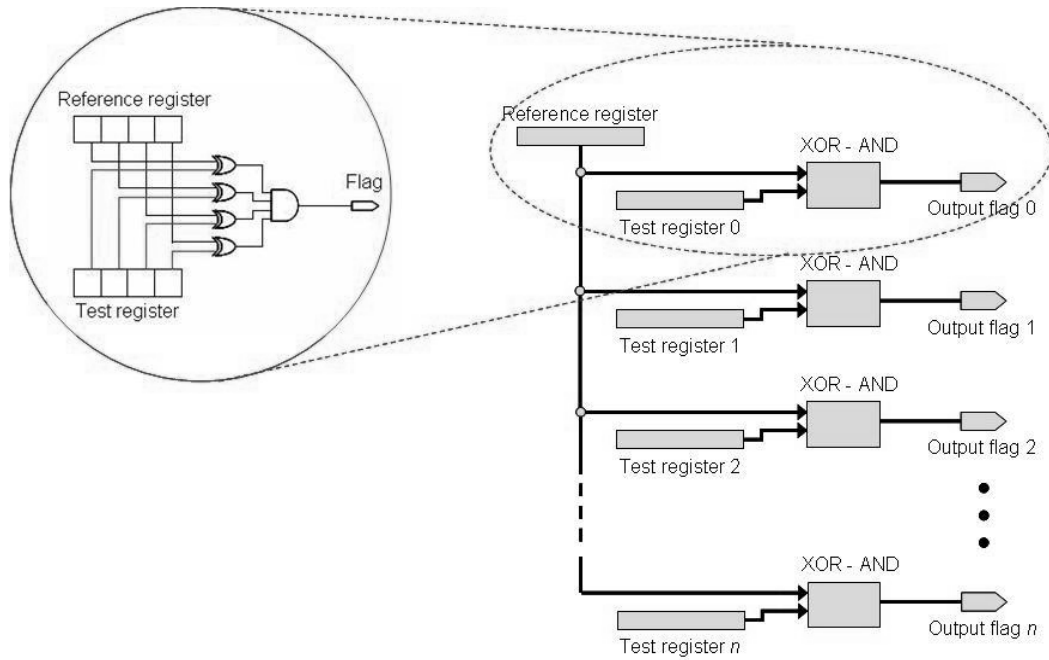 Reference register
Flag
Test register
Reference register
XOR - AND
Test register 0
Output flag 0
XOR - AND
Test register 1
Output flag 1
XOR - AND
Test register 2
Output flag 2
XOR - AND
Test register n
Output flag n